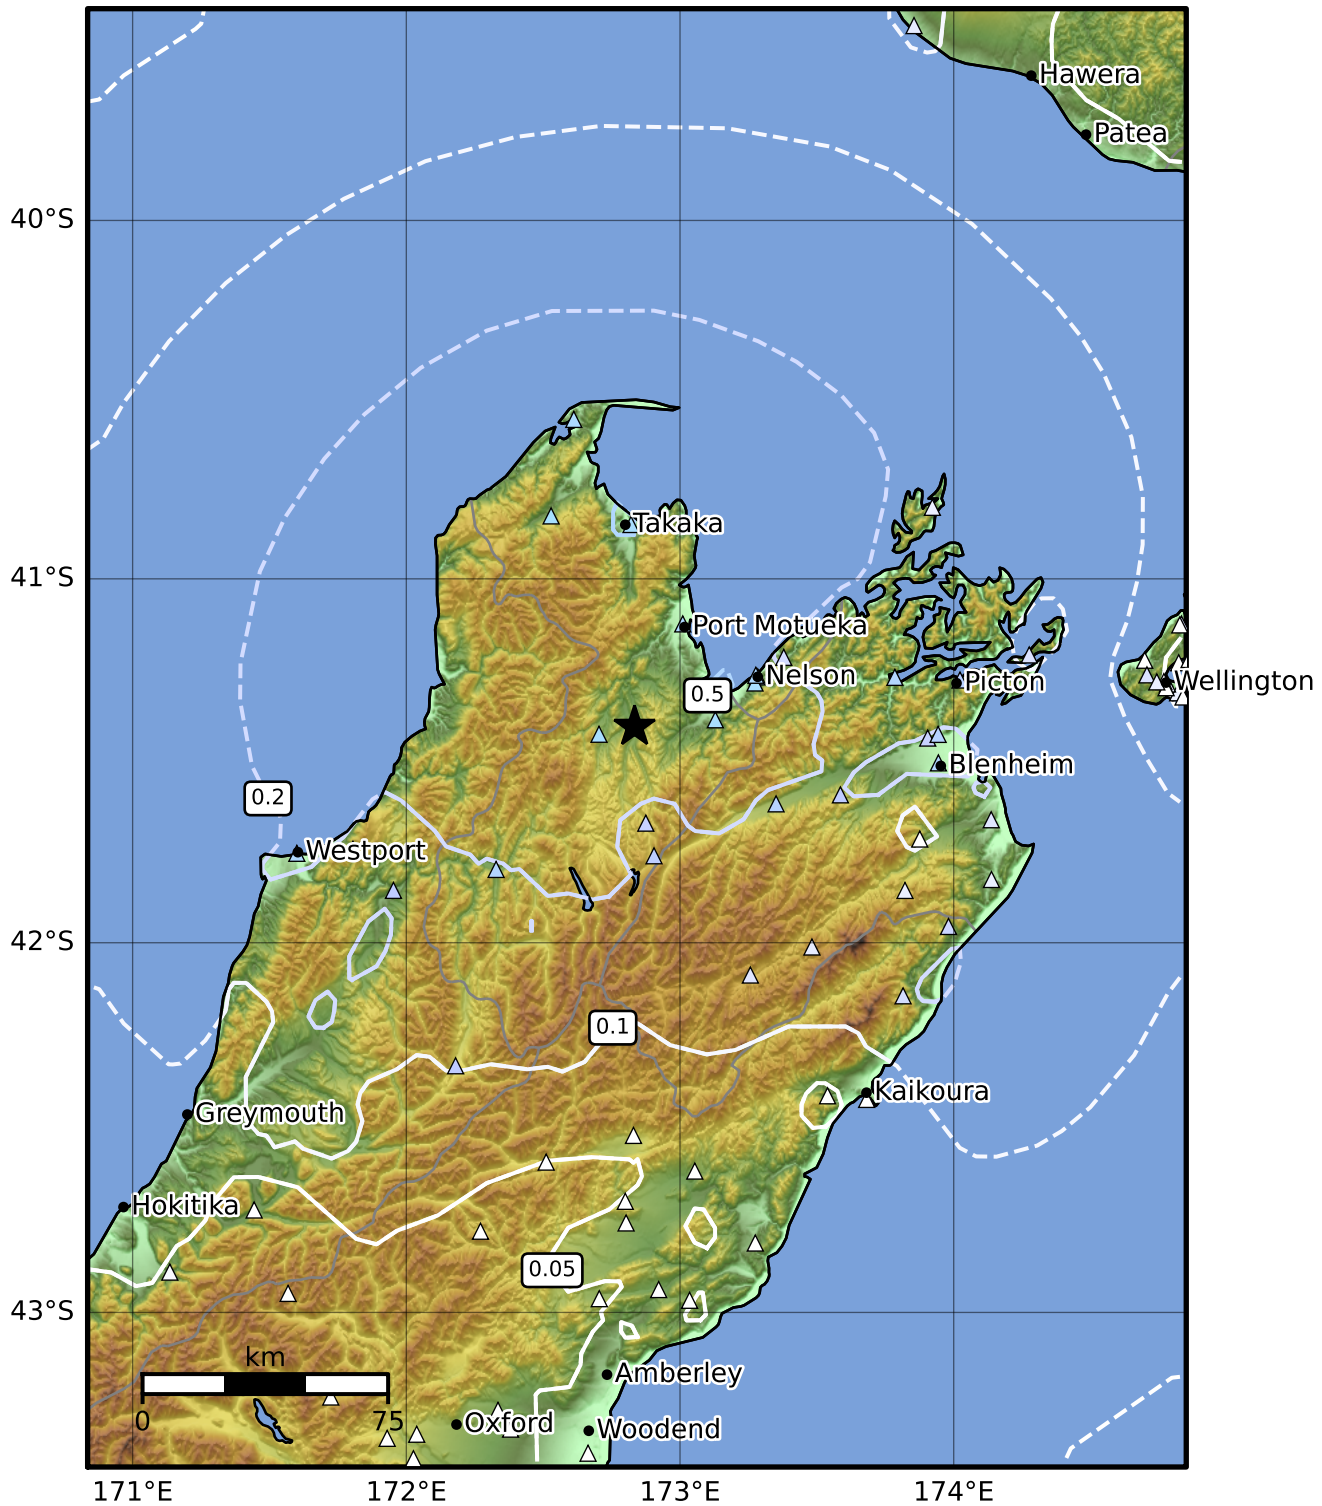 Hawera
Patea
40°S
Takaka
41°S
Port Motueka
Nelson
0.5
Picton
Wellington
Blenheim
0.2
Westport
42°S
0.1
Kaikoura
Greymouth
Hokitika
0.05
43°S
km
0
75
Amberley
Oxford
Woodend
171°E
172°E
173°E
174°E